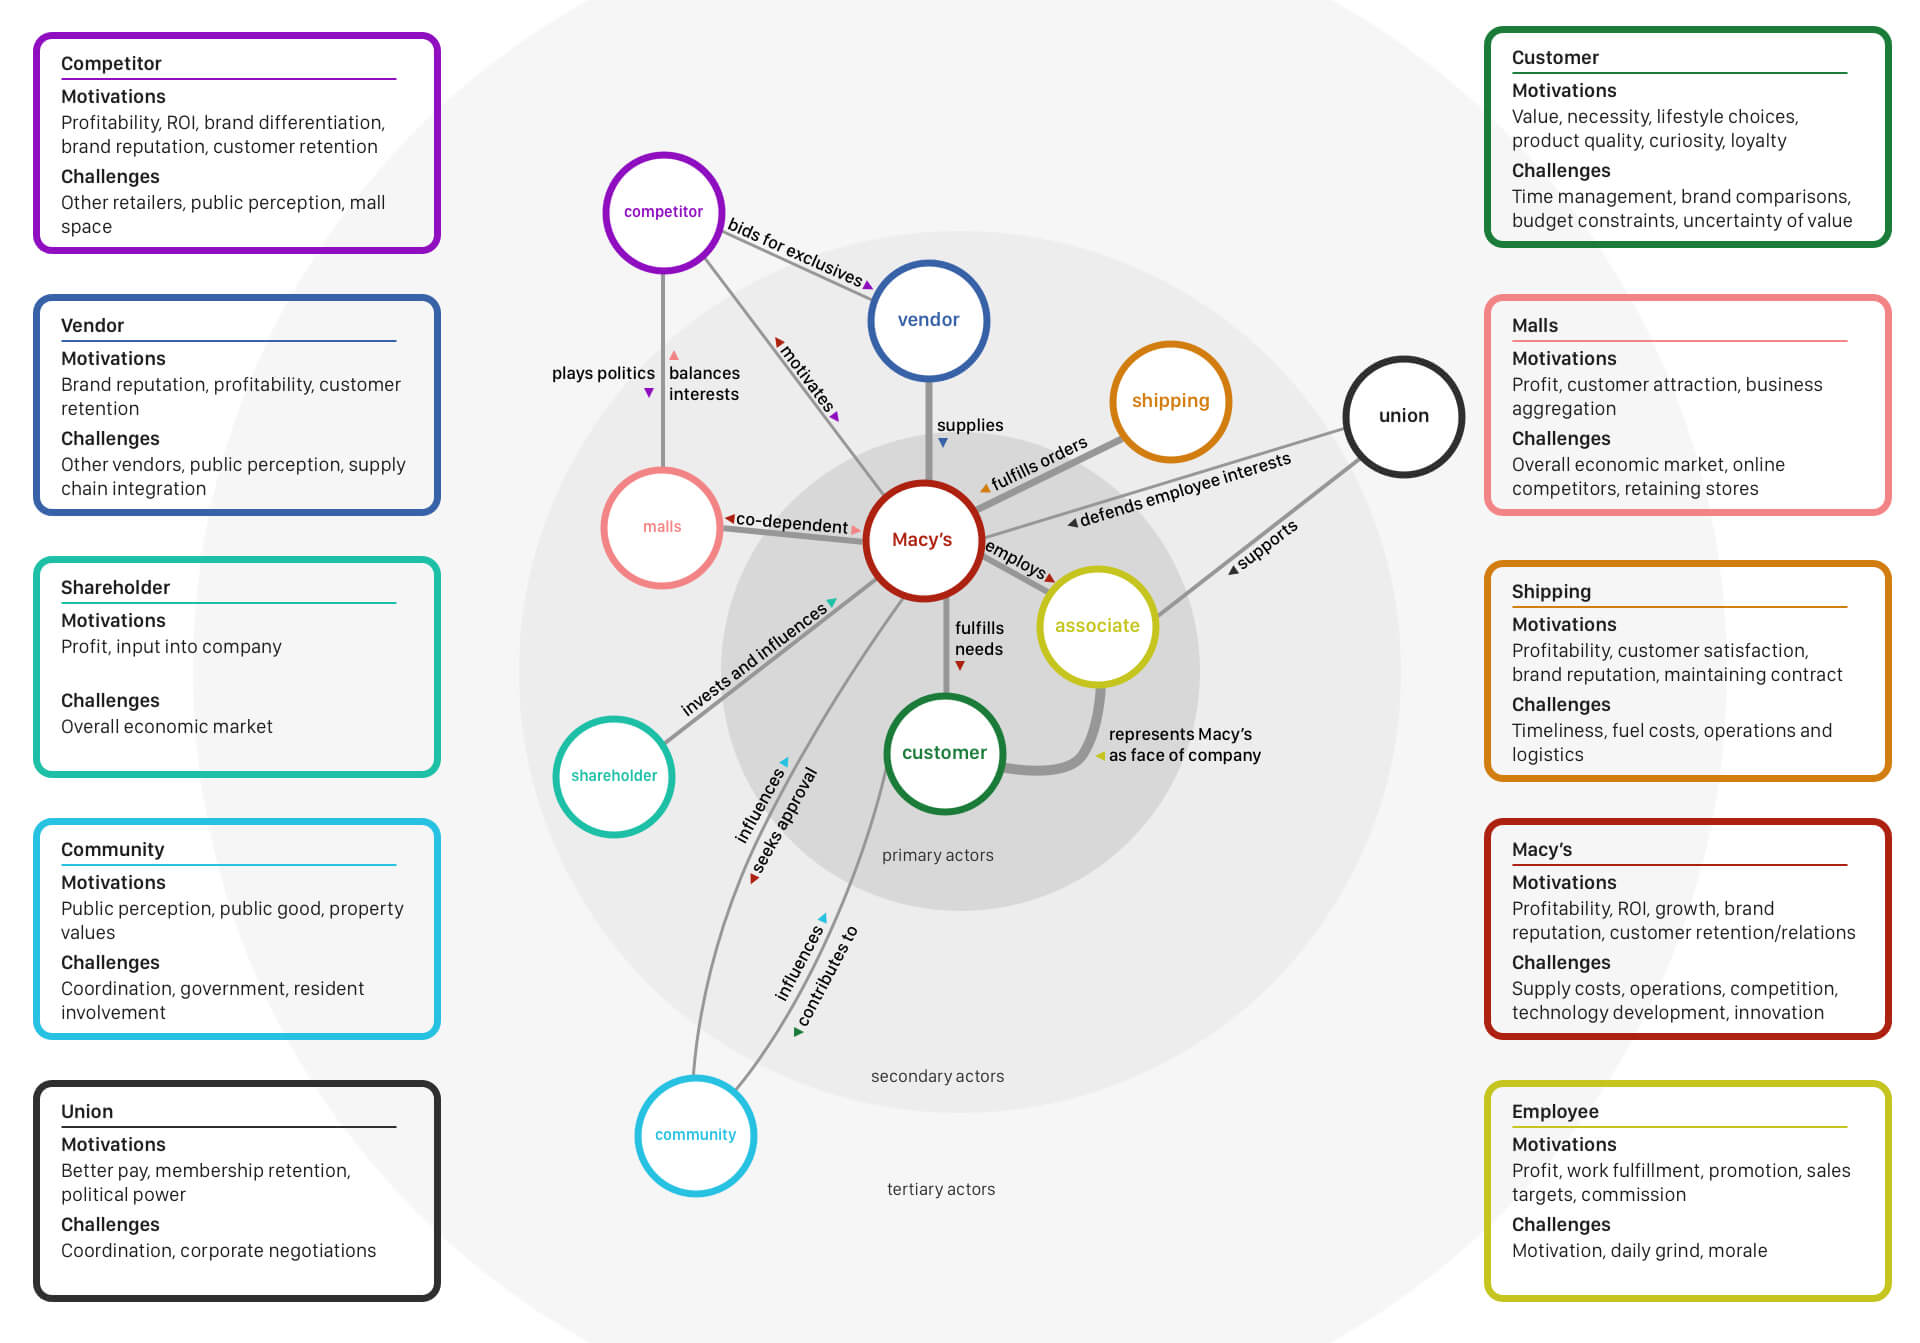 Competitor
Motivations
Profitability, ROI, brand differentiation,
brand reputation, customer retention
Challenges
Other retailers, public perception, mall
space
Vendor
Motivations
Brand reputation, profitability, customer
retention
Challenges
Other vendors, public perception, supply
chain integration
Shareholder
Motivations
Profit, input into company
Challenges
Overall economic market
Community
Motivations
Public perception, public good, property
values
Challenges
Coordination, government, resident
involvement
Union
Motivations
Better pay, membership retention,
political power
Challenges
Coordination, corporate negotiations
competitor
bids for exclusives
vendor
plays politics
balances
interests
motivates
supplies
shipping
union
fulfills orders
defends employee interests
supports
malls
co-dependent
Macy's
employs
associate
invests and influences
fulfills
needs
shareholder
customer
represents Macy's
as face of company
influences
seeks approval
primary actors
influences
contributes to
secondary actors
community
tertiary actors
Customer
Motivations
Value, necessity, lifestyle choices,
product quality, curiosity, loyalty
Challenges
Time management, brand comparisons,
budget constraints, uncertainty of value
Malls
Motivations
Profit, customer attraction, business
aggregation
Challenges
Overall economic market, online
competitors, retaining stores
Shipping
Motivations
Profitability, customer satisfaction,
brand reputation, maintaining contract
Challenges
Timeliness, fuel costs, operations and
logistics
Macy's
Motivations
Profitability, ROI, growth, brand
reputation, customer retention/relations
Challenges
Supply costs, operations, competition,
technology development, innovation
Employee
Motivations
Profit, work fulfillment, promotion, sales
targets, commission
Challenges
Motivation, daily grind, morale